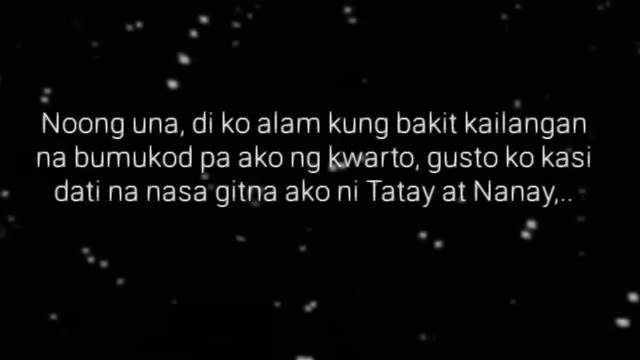 Noong una, di ko alam kung bakit kailangan
na bumukod pa ako ng kwarto, gusto ko kasi
dati na nasa gitna ako ni Tatay at Nanay,..